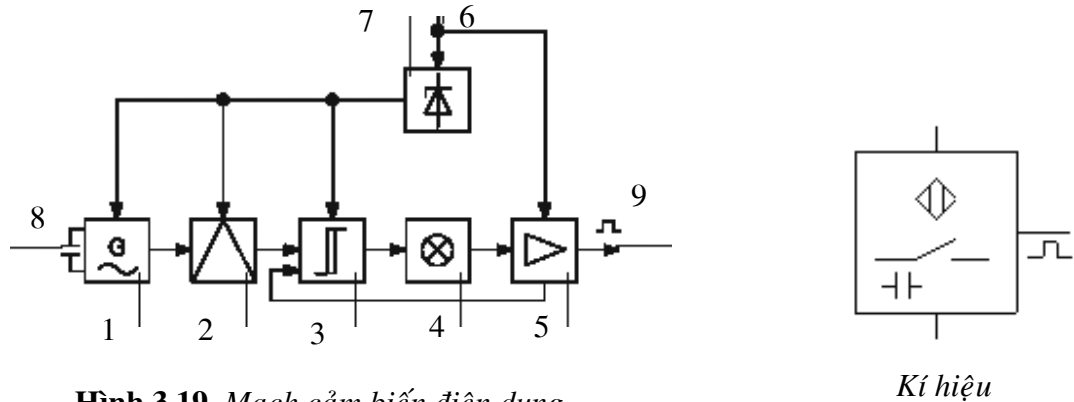 7 6
8 9
G
1 2 3 4 5
Hình 3.19. Mạch cảm biến điện dung
Kí hiệu